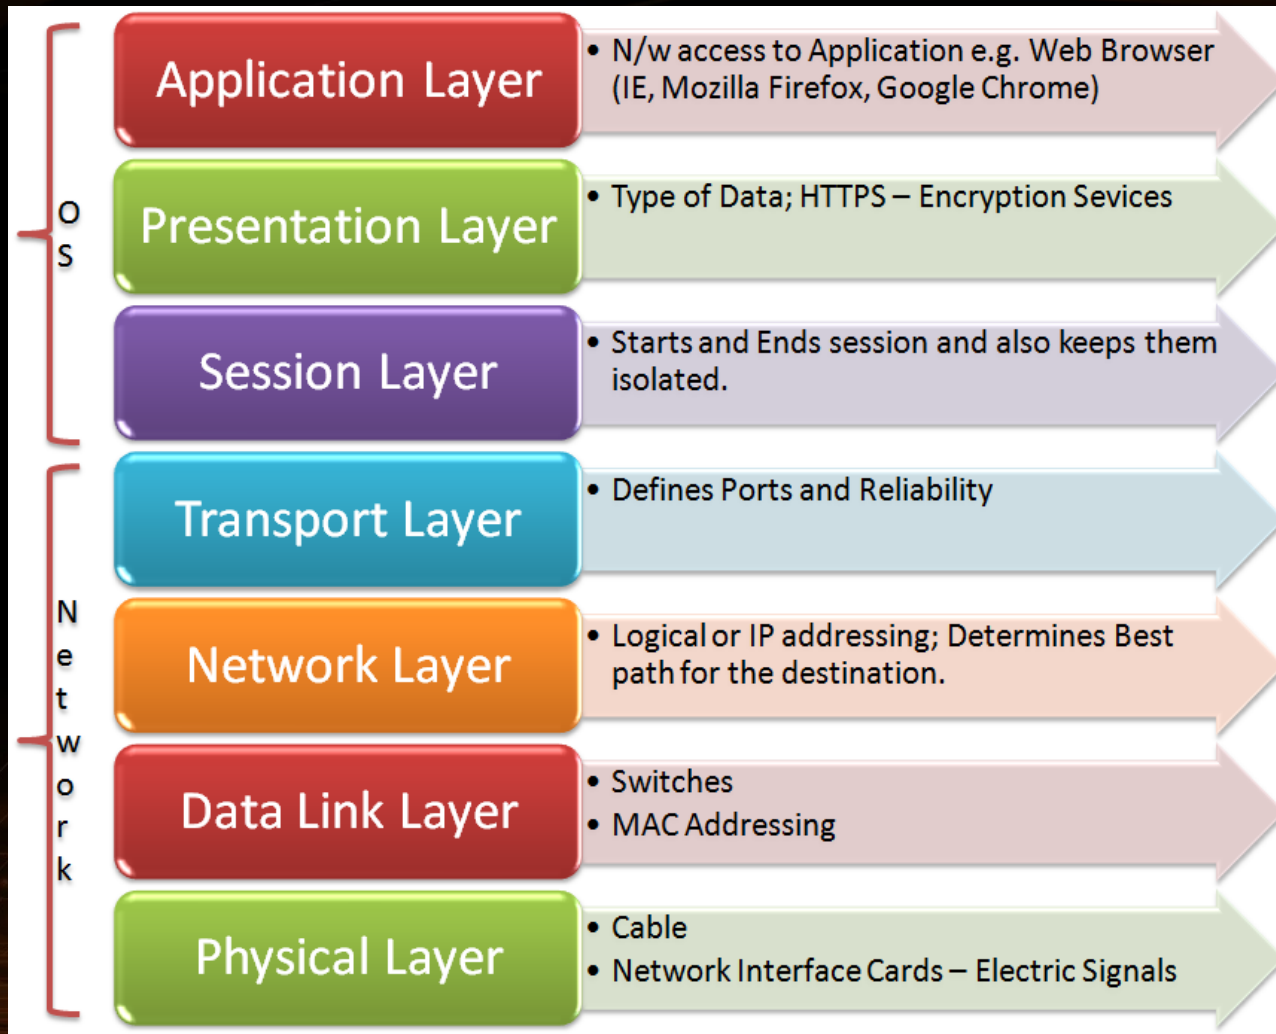 OS
Application Layer
• N/w access to Application e.g. Web Browser
(IE, Mozilla Firefox, Google Chrome)
Presentation Layer
• Type of Data; HTTPS – Encryption Sevices
Session Layer
• Starts and Ends session and also keeps them
isolated.
Network
Transport Layer
• Defines Ports and Reliability
Network Layer
• Logical or IP addressing; Determines Best
path for the destination.
Data Link Layer
• Switches
• MAC Addressing
Physical Layer
• Cable
• Network Interface Cards – Electric Signals